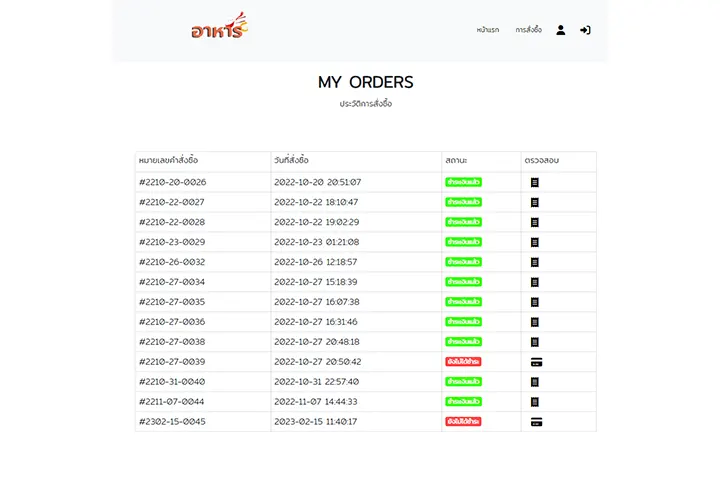 อาหาร
หน้าแรก การสั่งซื้อ
MY ORDERS
ประวัติการสั่งซื้อ
หมายเลขคำสั่งซื้อ วันที่สั่งซื้อ สถานะ ตรวจสอบ
#2210-20-0026 2022-10-20 20:51:07 ชำระเงินแล้ว
#2210-22-0027 2022-10-22 18:10:47 ชำระเงินแล้ว
#2210-22-0028 2022-10-22 19:02:29 ชำระเงินแล้ว
#2210-23-0029 2022-10-23 01:21:08 ชำระเงินแล้ว
#2210-26-0032 2022-10-26 12:18:57 ชำระเงินแล้ว
#2210-27-0034 2022-10-27 15:18:39 ชำระเงินแล้ว
#2210-27-0035 2022-10-27 16:07:38 ชำระเงินแล้ว
#2210-27-0036 2022-10-27 16:31:46 ชำระเงินแล้ว
#2210-27-0038 2022-10-27 20:48:18 ชำระเงินแล้ว
#2210-27-0039 2022-10-27 20:50:42 ยังไม่ได้ชำระ
#2210-31-0040 2022-10-31 22:57:40 ชำระเงินแล้ว
#2211-07-0044 2022-11-07 14:44:33 ชำระเงินแล้ว
#2302-15-0045 2023-02-15 11:40:17 ยังไม่ได้ชำระ